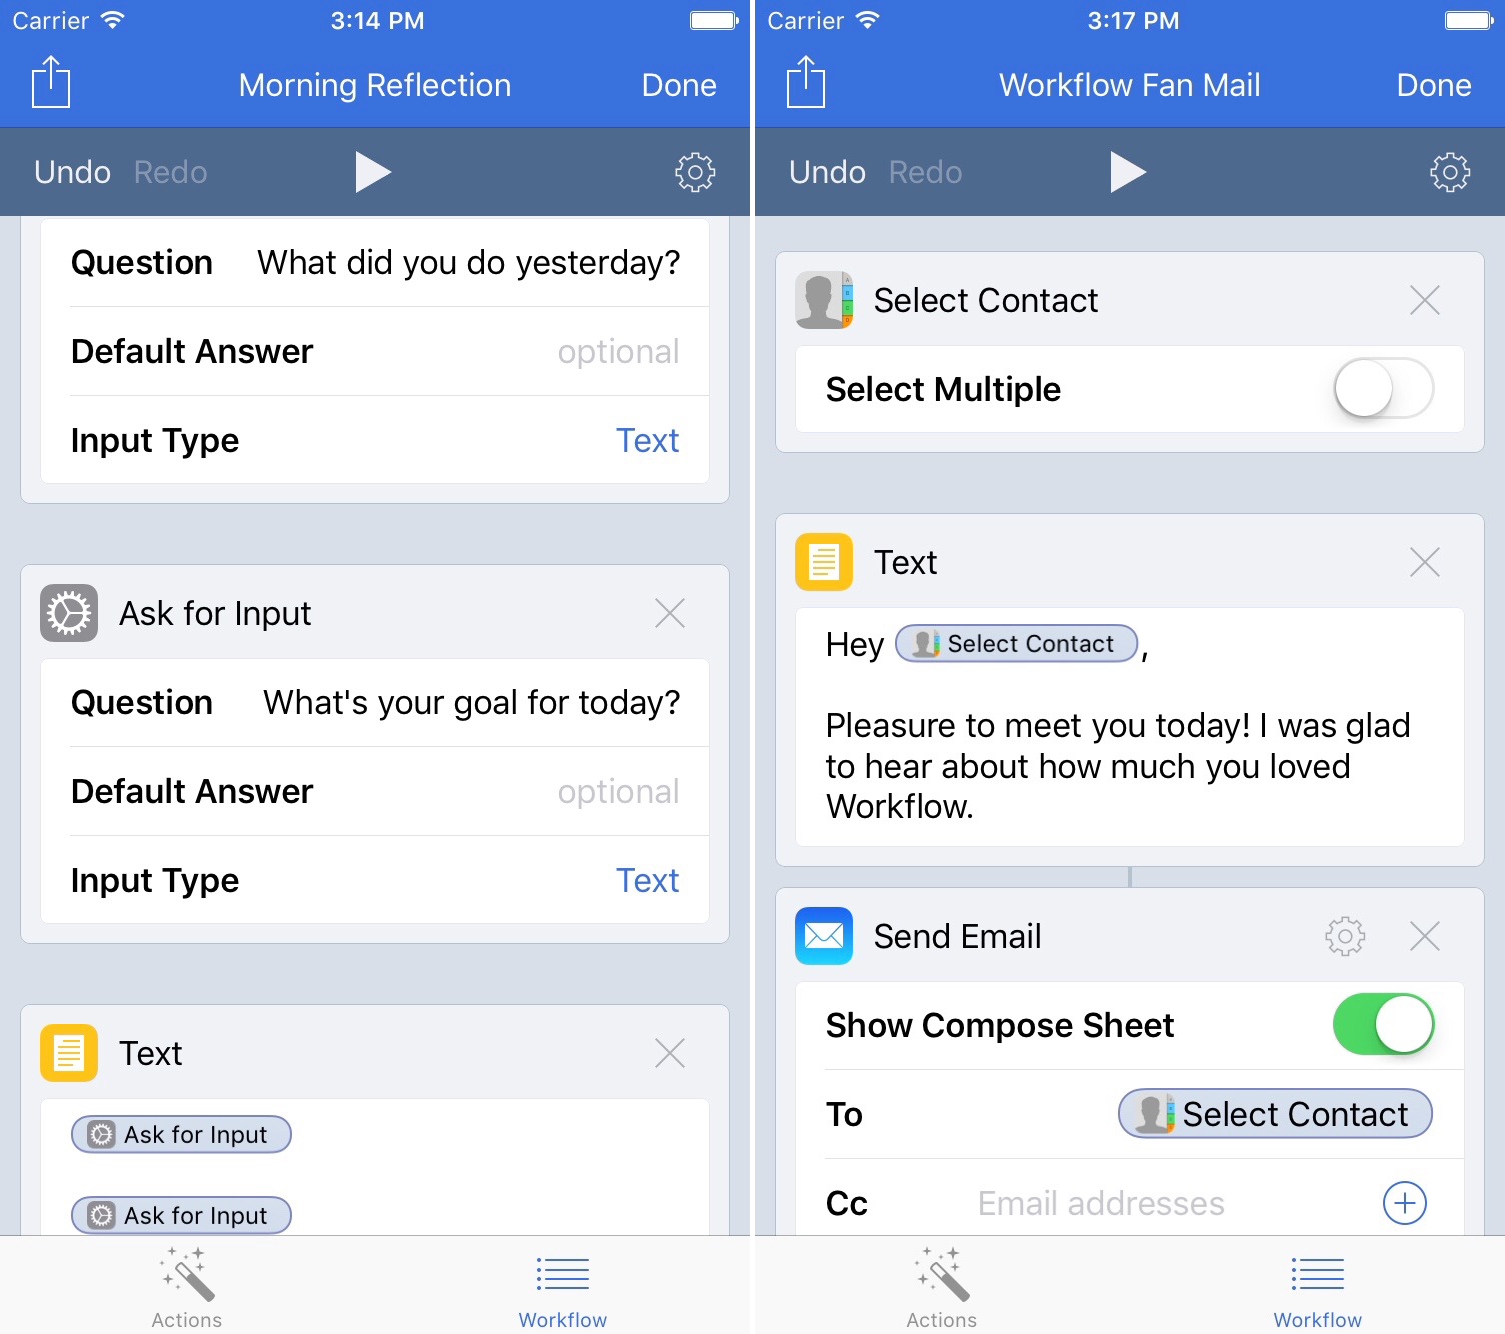 Carrier 3:14 PM
Morning Reflection Done
Undo Redo
Question What did you do yesterday?
Default Answer optional
Input Type Text
Ask for Input
Question What's your goal for today?
Default Answer optional
Input Type Text
Text
Ask for Input
Ask for Input
Actions Workflow
Carrier 3:17 PM
Workflow Fan Mail Done
Undo Redo
Select Contact
Select Multiple
Text
Hey Select Contact,
Pleasure to meet you today! I was glad
to hear about how much you loved
Workflow.
Send Email
Show Compose Sheet
To Select Contact
Cc Email addresses
Actions Workflow